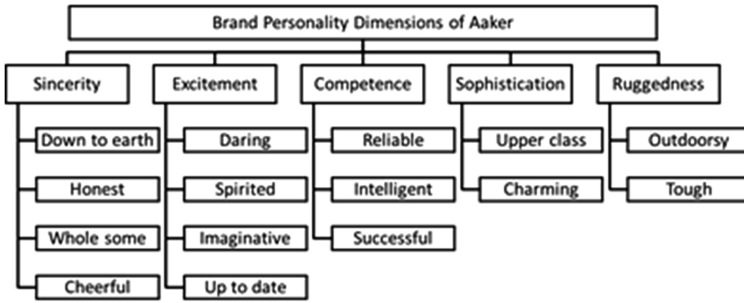 Brand Personality Dimensions of Aaker
Sincerity
Excitement
Competence
Sophistication
Ruggedness
Down to earth
Daring
Reliable
Upper class
Outdoorsy
Honest
Spirited
Intelligent
Charming
Tough
Whole some
Imaginative
Successful
Cheerful
Up to date